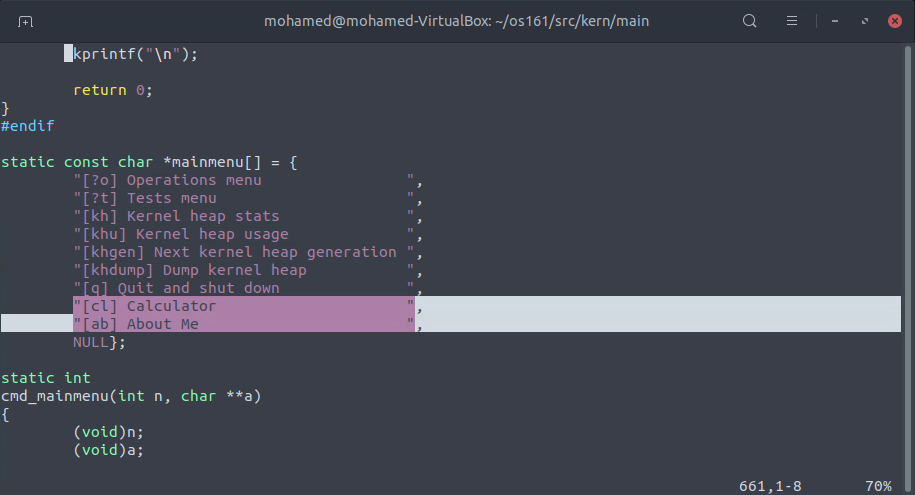 mohamed@mohamed-VirtualBox: ~/os161/src/kern/main
        kprintf("\n");

        return 0;
}
#endif

static const char *mainmenu[] = {
        "[?o] Operations menu                ",
        "[?t] Tests menu                     ",
        "[kh] Kernel heap stats              ",
        "[khu] Kernel heap usage             ",
        "[khgen] Next kernel heap generation ",
        "[khdump] Dump kernel heap           ",
        "[q] Quit and shut down              ",
        "[cl] Calculator                     ",
        "[ab] About Me                       ",
        NULL};

static int
cmd_mainmenu(int n, char **a)
{
        (void)n;
        (void)a;

661,1-8       70%